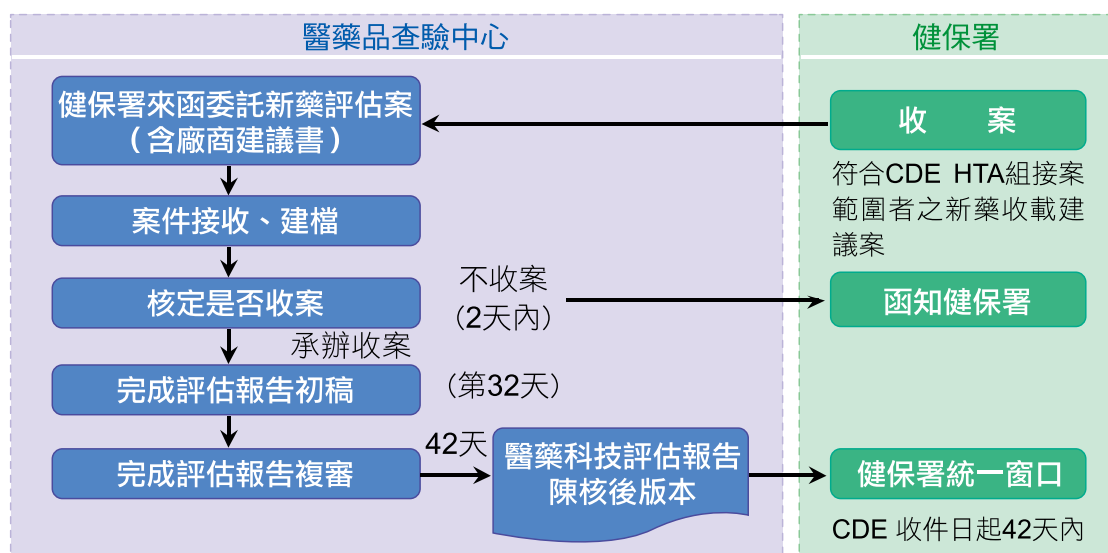 醫藥品查驗中心
健保署
健保署來函委託新藥評估案
（含廠商建議書）
收　　案
符合CDE HTA組接案
範圍者之新藥收載建
議案
案件接收、建檔
核定是否收案
不收案
（2天內）
函知健保署
承辦收案
完成評估報告初稿
（第32天）
完成評估報告複審
42天
醫藥科技評估報告
陳核後版本
健保署統一窗口
CDE 收件日起42天內